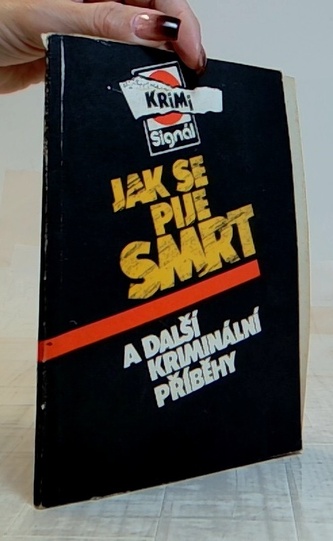 KRiMi
Signál
JAK SE
PIJE
SMRT
A DALŠÍ
KRIMINÁLNÍ
PŘÍBĚHY